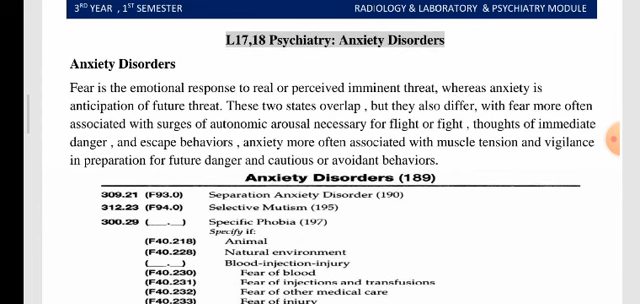 3RD YEAR , 1ST SEMESTER RADIOLOGY & LABORATORY & PSYCHIATRY MODULE
L17,18 Psychiatry: Anxiety Disorders
Anxiety Disorders
Fear is the emotional response to real or perceived imminent threat, whereas anxiety is
anticipation of future threat. These two states overlap , but they also differ, with fear more often
associated with surges of autonomic arousal necessary for flight or fight , thoughts of immediate
danger , and escape behaviors , anxiety more often associated with muscle tension and vigilance
in preparation for future danger and cautious or avoidant behaviors.
Anxiety Disorders (189)
309.21 (F93.0) Separation Anxiety Disorder (190)
312.23 (F94.0) Selective Mutism (195)
300.29 (__.__) Specific Phobia (197)
Specify if:
(F40.218) Animal
(F40.228) Natural environment
(__.__) Blood-injection-injury
(F40.230) Fear of blood
(F40.231) Fear of injections and transfusions
(F40.232) Fear of other medical care
(F40.233) Fear of injury